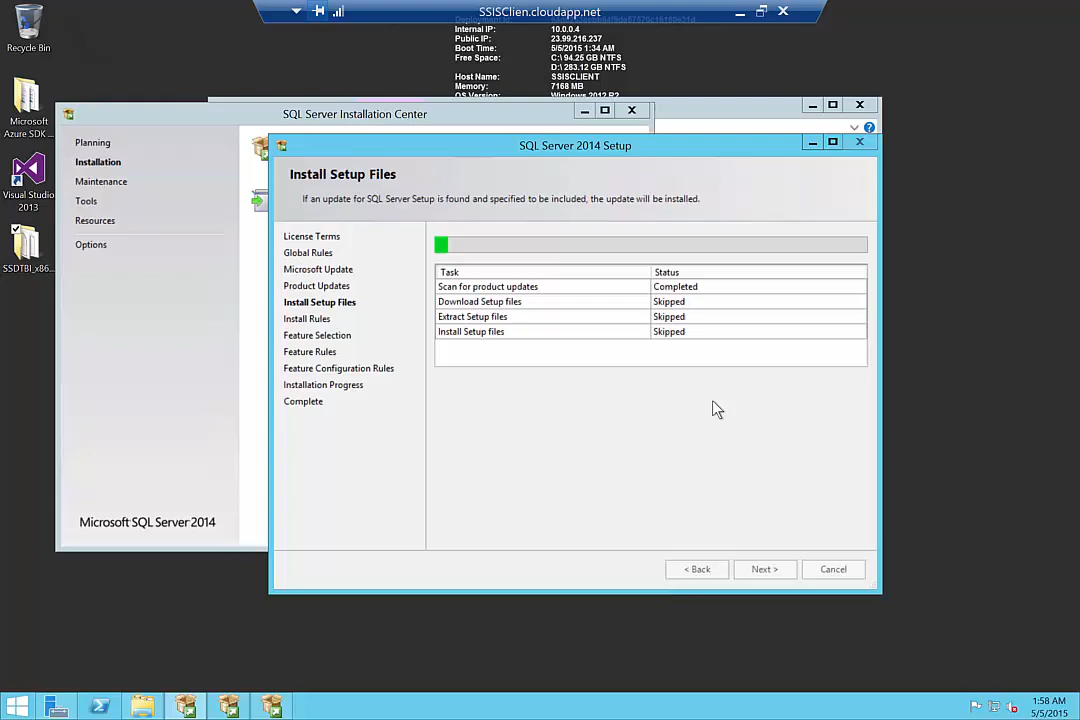 SSISClien.cloudapp.net
Recycle Bin
Microsoft
Azure SDK ...
Visual Studio
2013
SSDTBI_x86...
Internal IP: 10.0.0.4
Public IP: 23.99.216.237
Boot Time: 5/5/2015 1:34 AM
Free Space: C:\ 94.25 GB NTFS
D:\ 283.12 GB NTFS
Host Name: SSISCLIENT
Memory: 7168 MB
OS Version: Windows 2012 R2
SQL Server Installation Center
Planning
Installation
Maintenance
Tools
Resources
Options
Microsoft SQL Server 2014
SQL Server 2014 Setup
Install Setup Files
If an update for SQL Server Setup is found and specified to be included, the update will be installed.
License Terms
Global Rules
Microsoft Update
Product Updates
Install Setup Files
Install Rules
Feature Selection
Feature Rules
Feature Configuration Rules
Installation Progress
Complete
Task Status
Scan for product updates Completed
Download Setup files Skipped
Extract Setup files Skipped
Install Setup files Skipped
< Back Next > Cancel
1:58 AM
5/5/2015